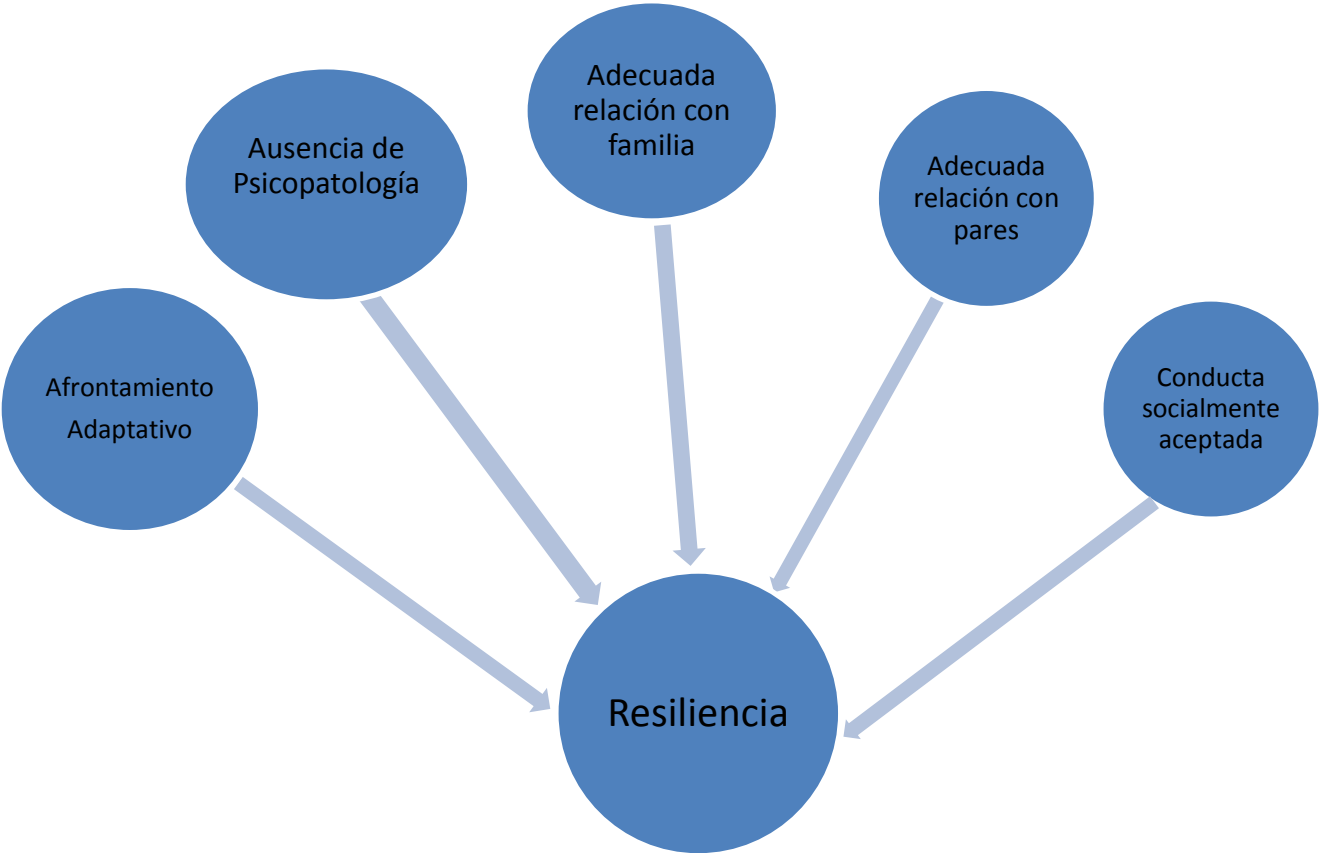 Adecuada
relación con
familia
Ausencia de
Psicopatología
Adecuada
relación con
pares
Afrontamiento
Adaptativo
Conducta
socialmente
aceptada
Resiliencia